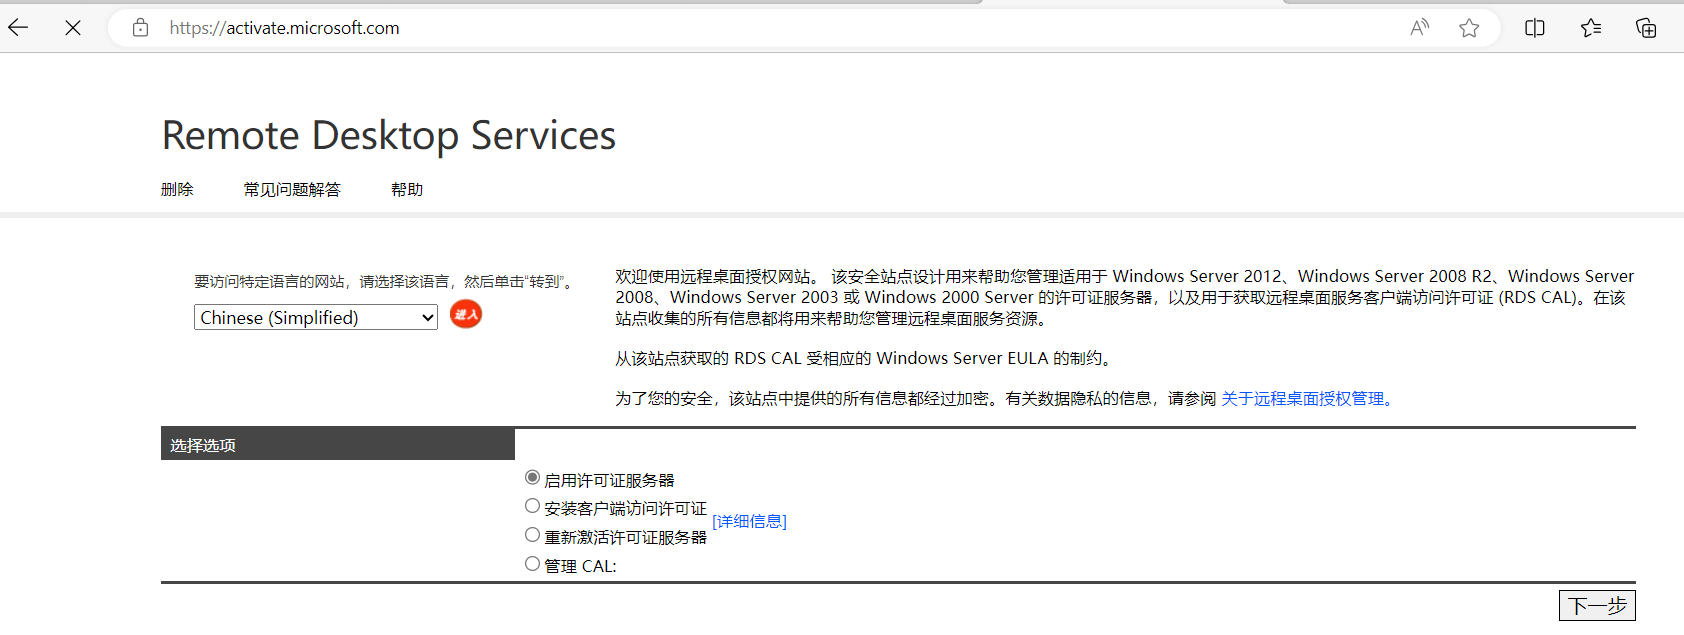 https://activate.microsoft.com
Remote Desktop Services
删除 常见问题解答 帮助
要访问特定语言的网站，请选择该语言，然后单击“转到”。
Chinese (Simplified) 进入
欢迎使用远程桌面授权网站。 该安全站点设计用来帮助您管理适用于 Windows Server 2012、Windows Server 2008 R2、Windows Server
2008、Windows Server 2003 或 Windows 2000 Server 的许可证服务器，以及用于获取远程桌面服务客户端访问许可证 (RDS CAL)。在该
站点收集的所有信息都将用来帮助您管理远程桌面服务资源。
从该站点获取的 RDS CAL 受相应的 Windows Server EULA 的制约。
为了您的安全，该站点中提供的所有信息都经过加密。有关数据隐私的信息，请参阅 关于远程桌面授权管理。
选择选项
启用许可证服务器
安装客户端访问许可证
[详细信息]
重新激活许可证服务器
管理 CAL:
下一步